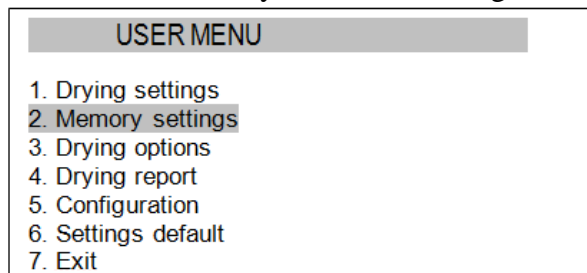 USER MENU
1. Drying settings
2. Memory settings
3. Drying options
4. Drying report
5. Configuration
6. Settings default
7. Exit